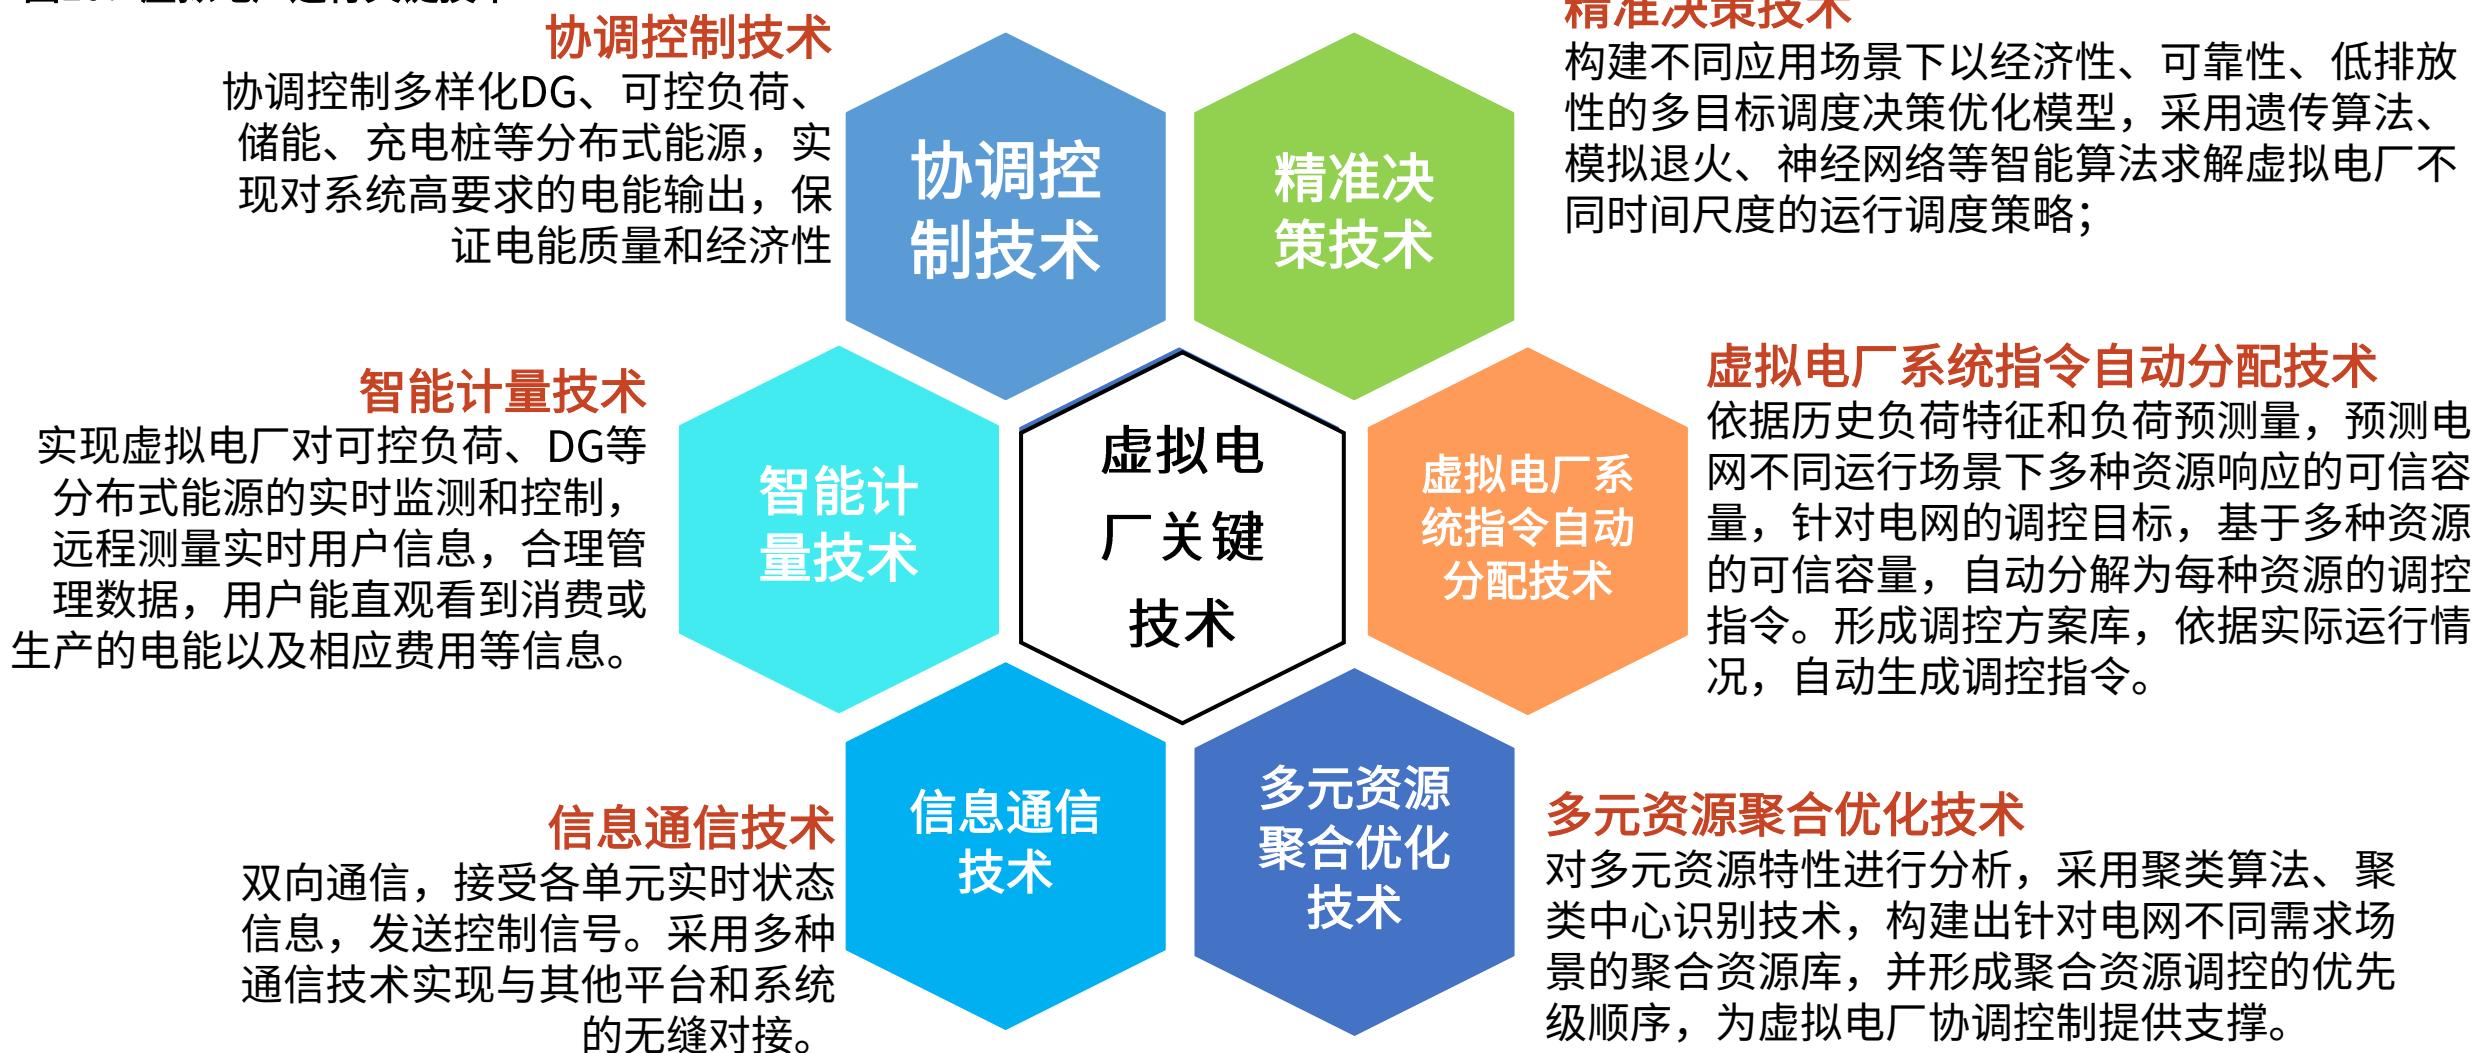 协调控制技术
协调控制多样化DG、可控负荷、
储能、充电桩等分布式能源，实
现对系统高要求的电能输出，保
证电能质量和经济性
智能计量技术
实现虚拟电厂对可控负荷、DG等
分布式能源的实时监测和控制，
远程测量实时用户信息，合理管
理数据，用户能直观看到消费或
生产的电能以及相应费用等信息。
信息通信技术
双向通信，接受各单元实时状态
信息，发送控制信号。采用多种
通信技术实现与其他平台和系统
的无缝对接。
协调控
制技术
精准决
策技术
智能计
量技术
虚拟电
厂关键
技术
虚拟电厂系
统指令自动
分配技术
信息通信
技术
多元资源
聚合优化
技术
精准决策技术
构建不同应用场景下以经济性、可靠性、低排放
性的多目标调度决策优化模型，采用遗传算法、
模拟退火、神经网络等智能算法求解虚拟电厂不
同时间尺度的运行调度策略；
虚拟电厂系统指令自动分配技术
依据历史负荷特征和负荷预测量，预测电
网不同运行场景下多种资源响应的可信容
量，针对电网的调控目标，基于多种资源
的可信容量，自动分解为每种资源的调控
指令。形成调控方案库，依据实际运行情
况，自动生成调控指令。
多元资源聚合优化技术
对多元资源特性进行分析，采用聚类算法、聚
类中心识别技术，构建出针对电网不同需求场
景的聚合资源库，并形成聚合资源调控的优先
级顺序，为虚拟电厂协调控制提供支撑。